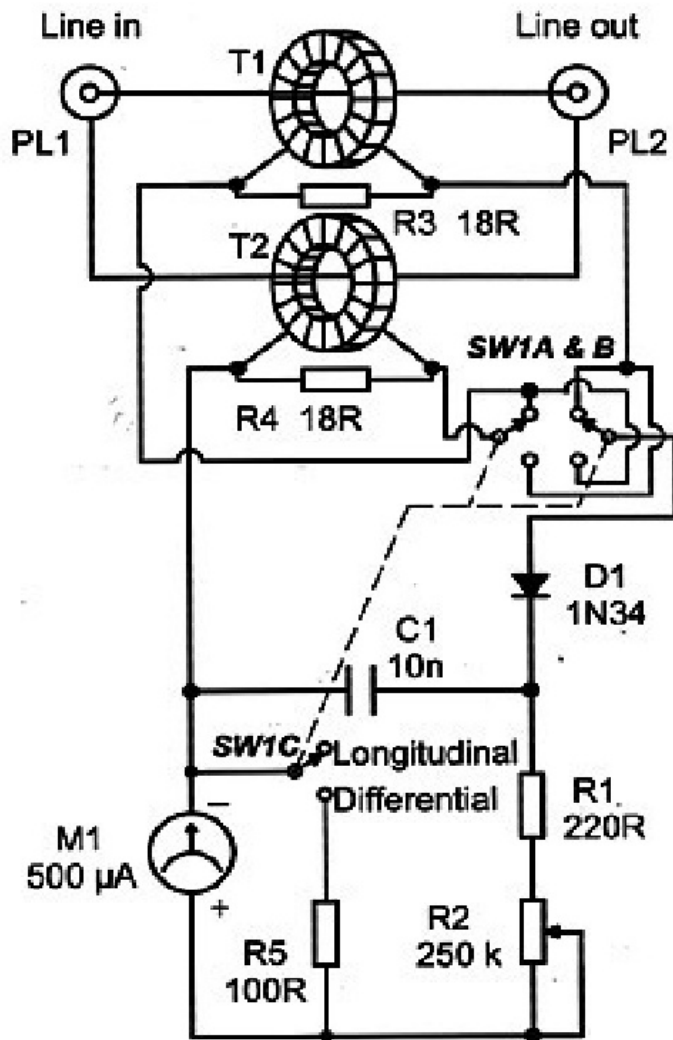 Line in
Line out
T1
PL1
PL2
R3 18R
T2
SW1A & B
R4 18R
D1
1N34
C1
10n
SW1C
Longitudinal
Differential
R1
220R
M1
500 µA
–
+
R2
250 k
R5
100R